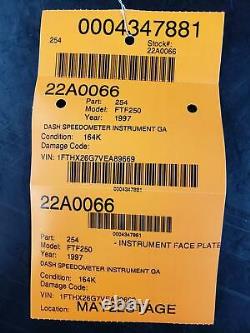 0004347881
254
Stock#:
22A0066
22A0066
Part: 254
Model: FTF250
Year: 1997
DASH SPEEDOMETER INSTRUMENT GA
Condition: 164K
Damage Code:
VIN: 1FTHX26G7VEA89669
0004347881
22A0066
0004347881
Part: 254
Model: FTF250 - INSTRUMENT FACE PLATE
Year: 1997
DASH SPEEDOMETER INSTRUMENT GA
Condition: 164K
Damage Code:
Location: